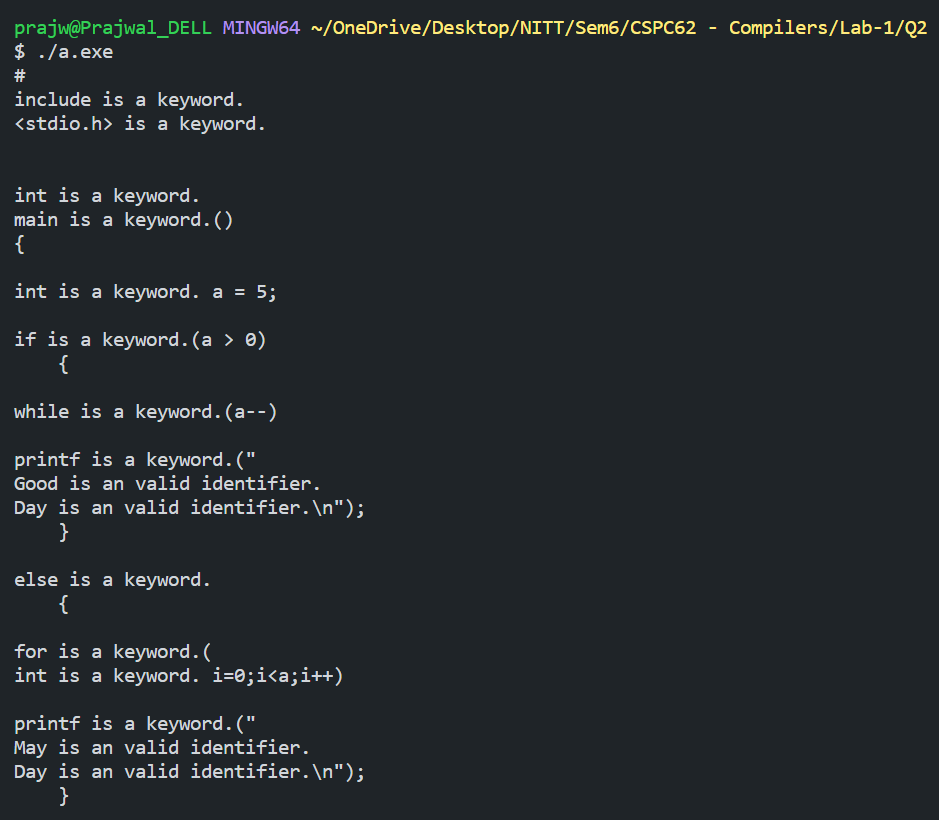 prajw@Prajwal_DELL MINGW64 ~/OneDrive/Desktop/NITT/Sem6/CSPC62 - Compilers/Lab-1/Q2
$ ./a.exe
#
include is a keyword.
<stdio.h> is a keyword.
int is a keyword.
main is a keyword.()
{
int is a keyword. a = 5;
if is a keyword.(a > 0)
{
while is a keyword.(a--)
printf is a keyword.("
Good is an valid identifier.
Day is an valid identifier.\n");
}
else is a keyword.
{
for is a keyword.(
int is a keyword. i=0;i<a;i++)
printf is a keyword.("
May is an valid identifier.
Day is an valid identifier.\n");
}